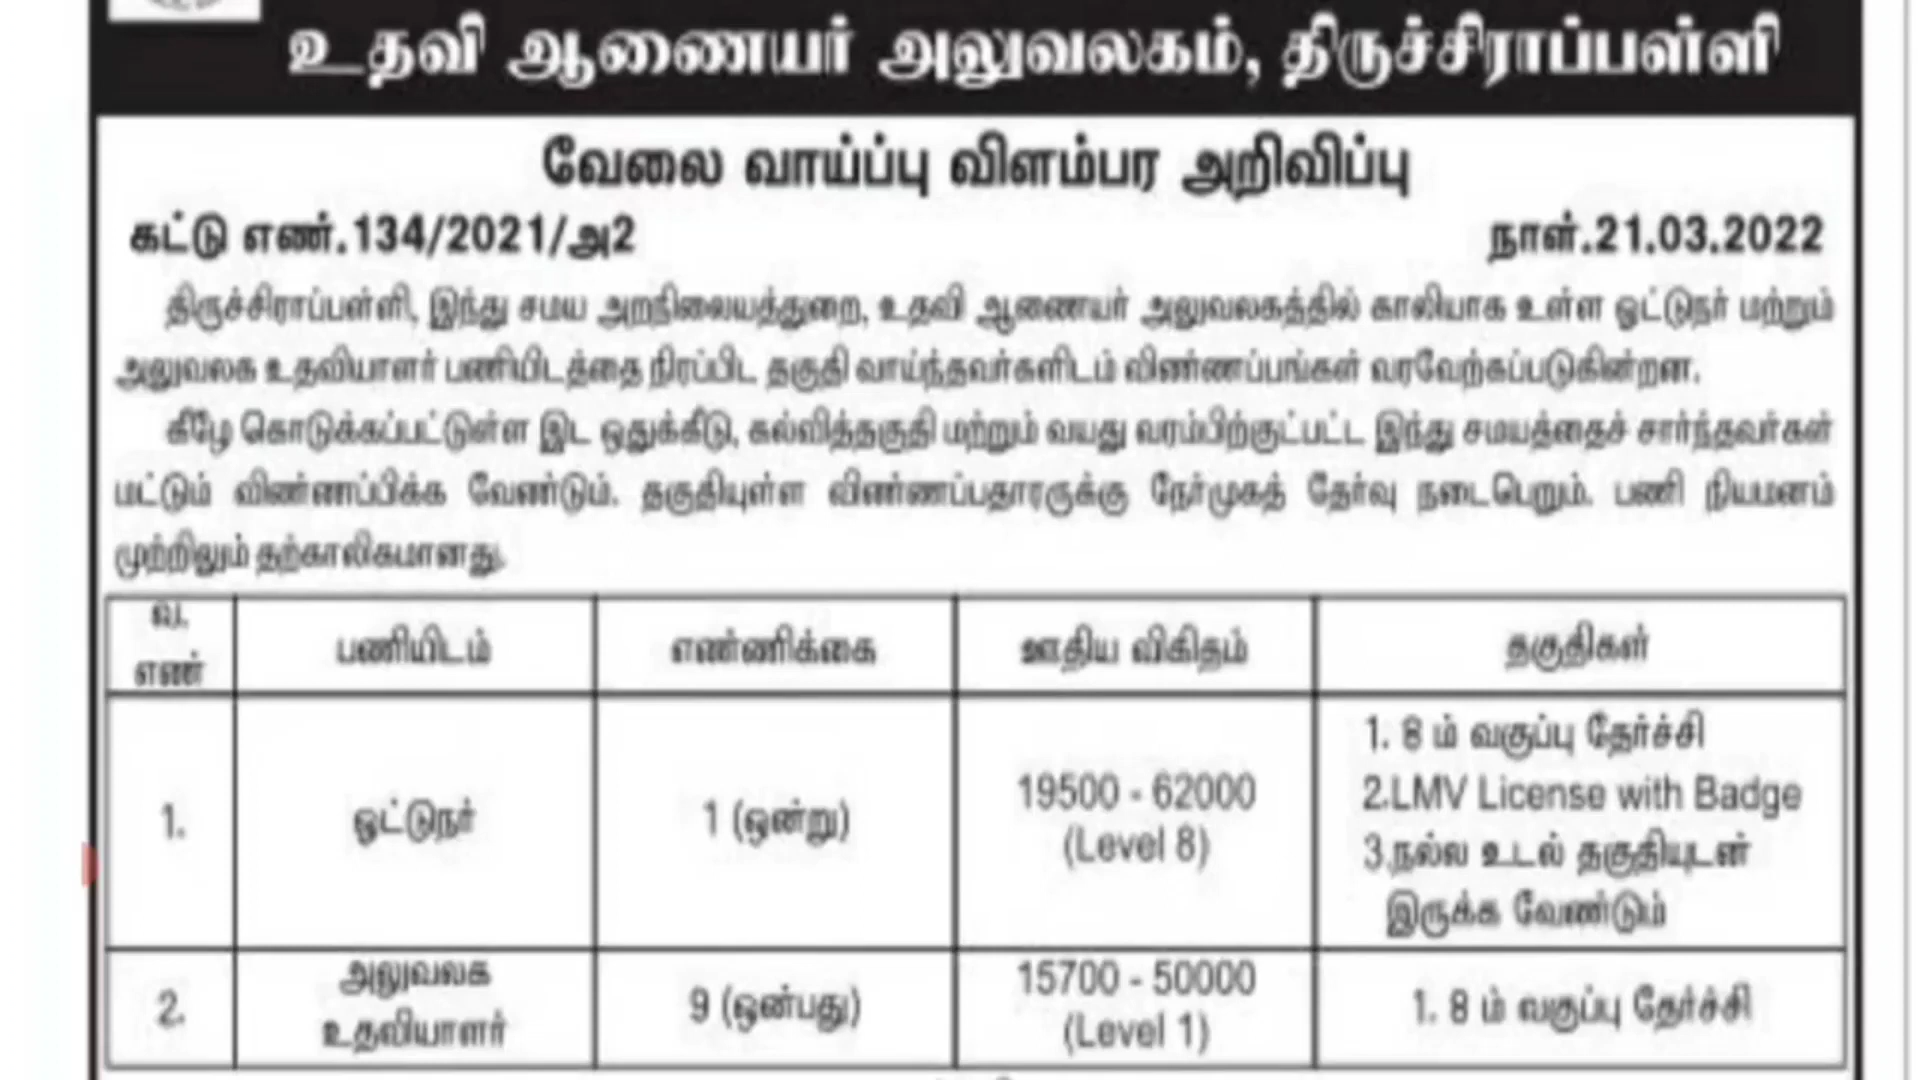 உதவி ஆணையர் அலுவலகம், திருச்சிராப்பள்ளி
வேலை வாய்ப்பு விளம்பர அறிவிப்பு
கட்டு எண்.134/2021/அ2 நாள்.21.03.2022
திருச்சிராப்பள்ளி, இந்து சமய அறநிலையத்துறை, உதவி ஆணையர் அலுவலகத்தில் காலியாக உள்ள ஓட்டுநர் மற்றும்
அலுவலக உதவியாளர் பணியிடத்தை நிரப்பிட தகுதி வாய்ந்தவர்களிடம் விண்ணப்பங்கள் வரவேற்கப்படுகின்றன.
கீழே கொடுக்கப்பட்டுள்ள இட ஒதுக்கீடு, கல்வித்தகுதி மற்றும் வயது வரம்பிற்குட்பட்ட இந்து சமயத்தைச் சார்ந்தவர்கள்
மட்டும் விண்ணப்பிக்க வேண்டும். தகுதியுள்ள விண்ணப்பதாரருக்கு நேர்முகத் தேர்வு நடைபெறும். பணி நியமனம்
முற்றிலும் தற்காலிகமானது.
வ.
எண் பணியிடம் எண்ணிக்கை ஊதிய விகிதம் தகுதிகள்
1. ஓட்டுநர் 1 (ஒன்று) 19500 - 62000
(Level 8)
1. 8 ம் வகுப்பு தேர்ச்சி
2.LMV License with Badge
3.நல்ல உடல் தகுதியுடன்
இருக்க வேண்டும்
2. அலுவலக
உதவியாளர்
9 (ஒன்பது) 15700 - 50000
(Level 1)
1. 8 ம் வகுப்பு தேர்ச்சி